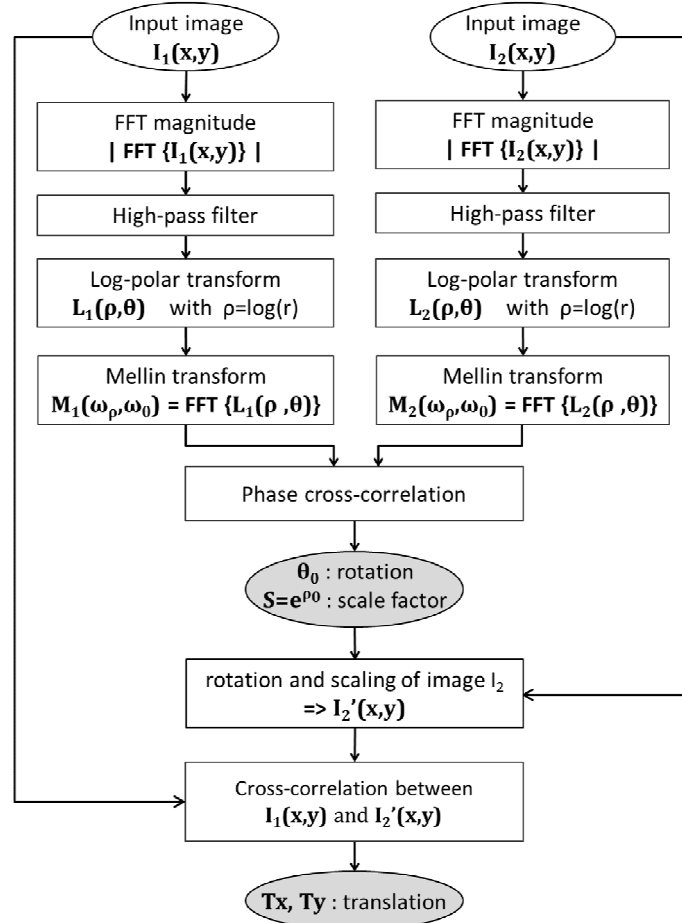 Input image
I₁(x,y)
Input image
I₂(x,y)
FFT magnitude
| FFT {I₁(x,y)} |
FFT magnitude
| FFT {I₂(x,y)} |
High-pass filter
High-pass filter
Log-polar transform
L₁(ρ,θ) with ρ=log(r)
Log-polar transform
L₂(ρ,θ) with ρ=log(r)
Mellin transform
M₁(ωρ,ω₀) = FFT {L₁(ρ ,θ)}
Mellin transform
M₂(ωρ,ω₀) = FFT {L₂(ρ ,θ)}
Phase cross-correlation
θ₀ : rotation
S=e^ρ₀ : scale factor
rotation and scaling of image I₂
=> I₂’(x,y)
Cross-correlation between
I₁(x,y) and I₂’(x,y)
Tx, Ty : translation